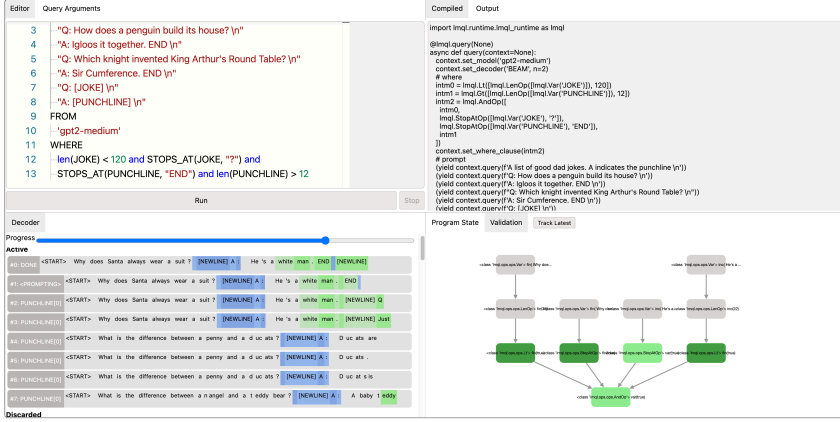 Editor Query Arguments
3 "Q: How does a penguin build its house? \n"
4 "A: Igloos it together. END \n"
5 "Q: Which knight invented King Arthur's Round Table? \n"
6 "A: Sir Cumference. END \n"
7 "Q: [JOKE] \n"
8 "A: [PUNCHLINE] \n"
9 FROM
10 'gpt2-medium'
11 WHERE
12 len(JOKE) < 120 and STOPS_AT(JOKE, "?") and
13 STOPS_AT(PUNCHLINE, "END") and len(PUNCHLINE) > 12
Run Stop
Compiled Output
import lmql.runtime.lmql_runtime as lmql
@lmql.query(None)
async def query(context=None):
context.set_model('gpt2-medium')
context.set_decoder('BEAM', n=2)
# where
intm0 = lmql.Lt([lmql.LenOp([lmql.Var('JOKE')]), 120])
intm1 = lmql.Gt([lmql.LenOp([lmql.Var('PUNCHLINE')]), 12])
intm2 = lmql.AndOp([
intm0,
lmql.StopAtOp([lmql.Var('JOKE'), '?']),
lmql.StopAtOp([lmql.Var('PUNCHLINE'), 'END']),
intm1
])
context.set_where_clause(intm2)
# prompt
(yield context.query(f'A list of good dad jokes. A indicates the punchline \n'))
(yield context.query(f'Q: How does a penguin build its house? \n'))
(yield context.query(f'A: Igloos it together. END \n'))
(yield context.query(f"Q: Which knight invented King Arthur's Round Table? \n"))
(yield context.query(f'A: Sir Cumference. END \n'))
(yield context.query(f'Q: [JOKE] \n'))
Decoder
Progress
Active
#0: DONE <START> Why does Santa always wear a suit ? [NEWLINE] A : He 's a white man . END [NEWLINE]
#1: <PROMPTING> <START> Why does Santa always wear a suit ? [NEWLINE] A : He 's a white man . END
#2: PUNCHLINE[0] <START> Why does Santa always wear a suit ? [NEWLINE] A : He 's a white man . [NEWLINE] Q
#3: PUNCHLINE[0] <START> Why does Santa always wear a suit ? [NEWLINE] A : He 's a white man . [NEWLINE] Just
#4: PUNCHLINE[0] <START> What is the difference between a penny and a d uc ats ? [NEWLINE] A : D uc ats are
#5: PUNCHLINE[0] <START> What is the difference between a penny and a d uc ats ? [NEWLINE] A : D uc ats .
#6: PUNCHLINE[0] <START> What is the difference between a penny and a d uc ats ? [NEWLINE] A : D uc at s is
#7: PUNCHLINE[0] <START> What is the difference between a n angel and a t eddy bear ? [NEWLINE] A : A baby t eddy
Discarded
Program State Validation Track Latest